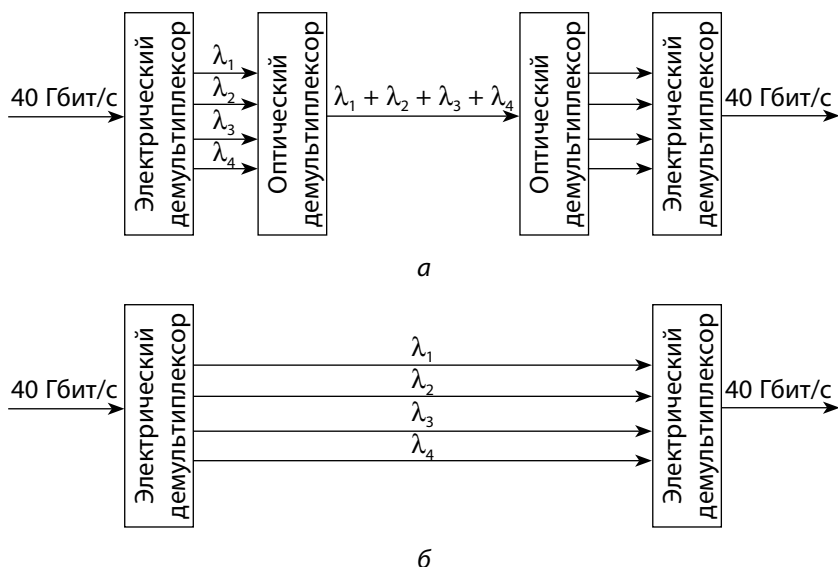 40 Гбит/с
Электрический
демультиплексор
λ₁
λ₂
λ₃
λ₄
Оптический
демультиплексор
λ₁ + λ₂ + λ₃ + λ₄
Оптический
демультиплексор
Электрический
демультиплексор
40 Гбит/с
а
40 Гбит/с
Электрический
демультиплексор
λ₁
λ₂
λ₃
λ₄
Электрический
демультиплексор
40 Гбит/с
б